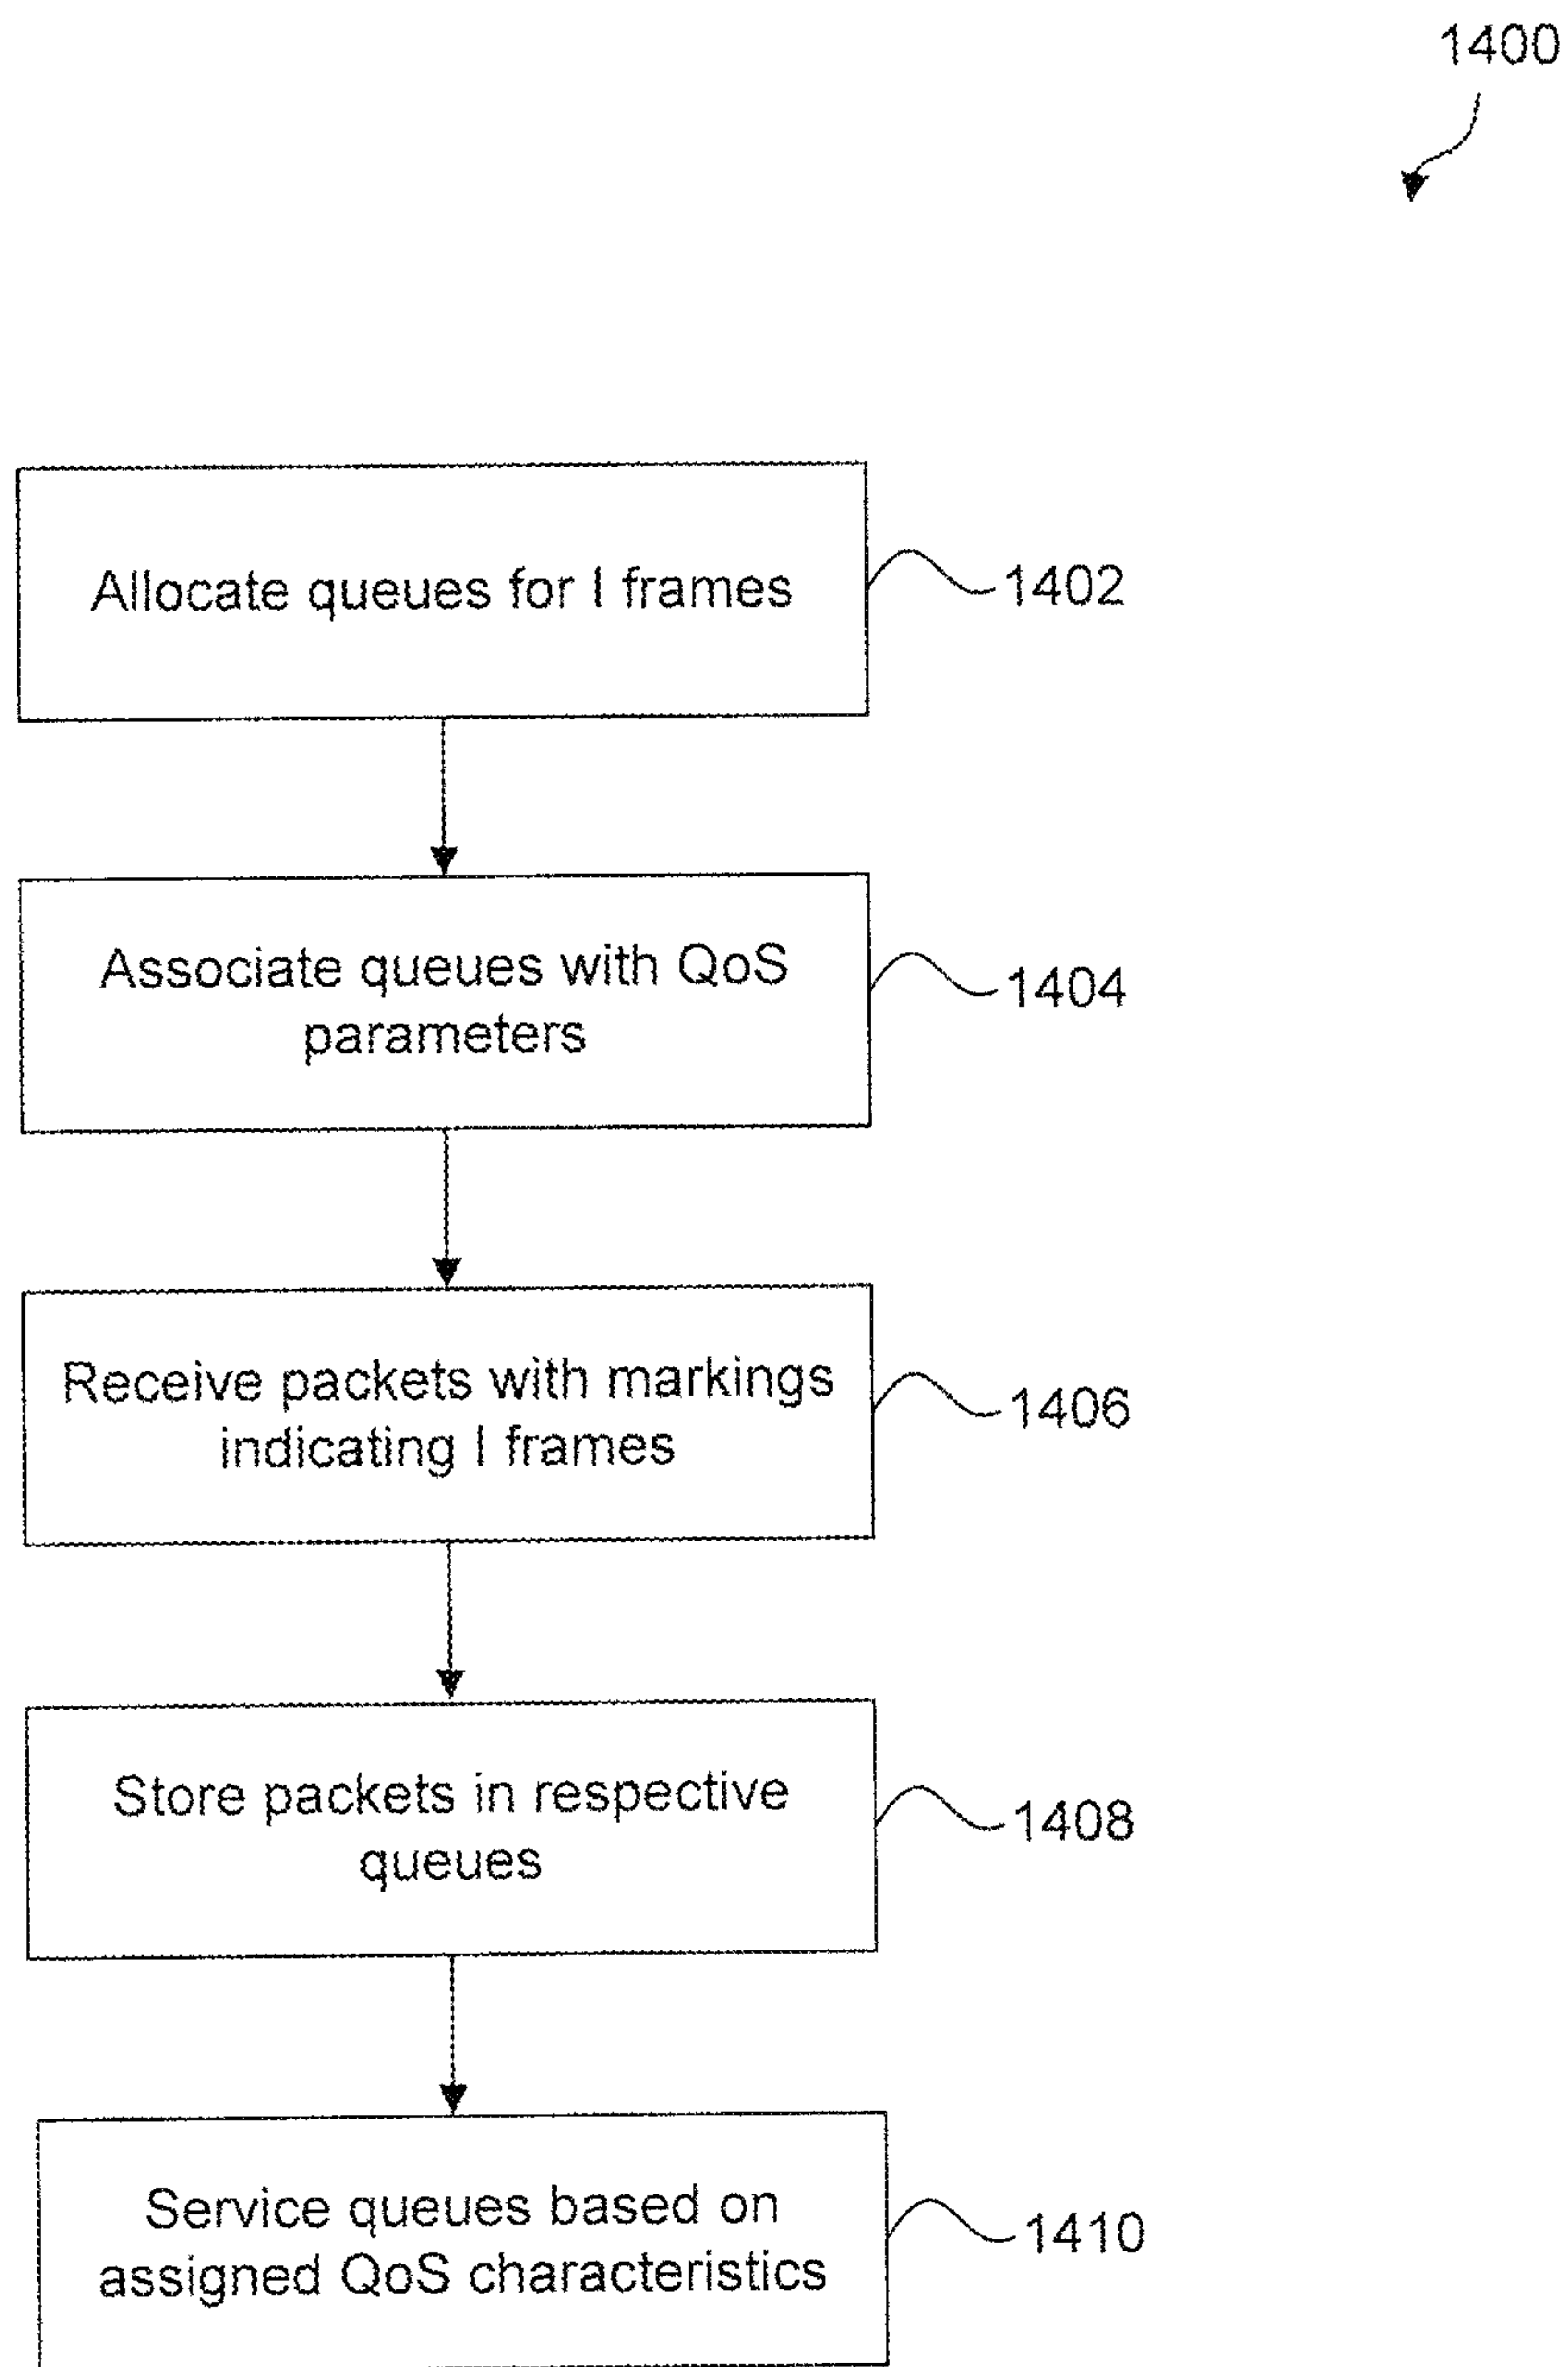 1400
Allocate queues for I frames
1402
Associate queues with QoS
parameters
1404
Receive packets with markings
indicating I frames
1406
Store packets in respective
queues
1408
Service queues based on
assigned QoS characteristics
1410